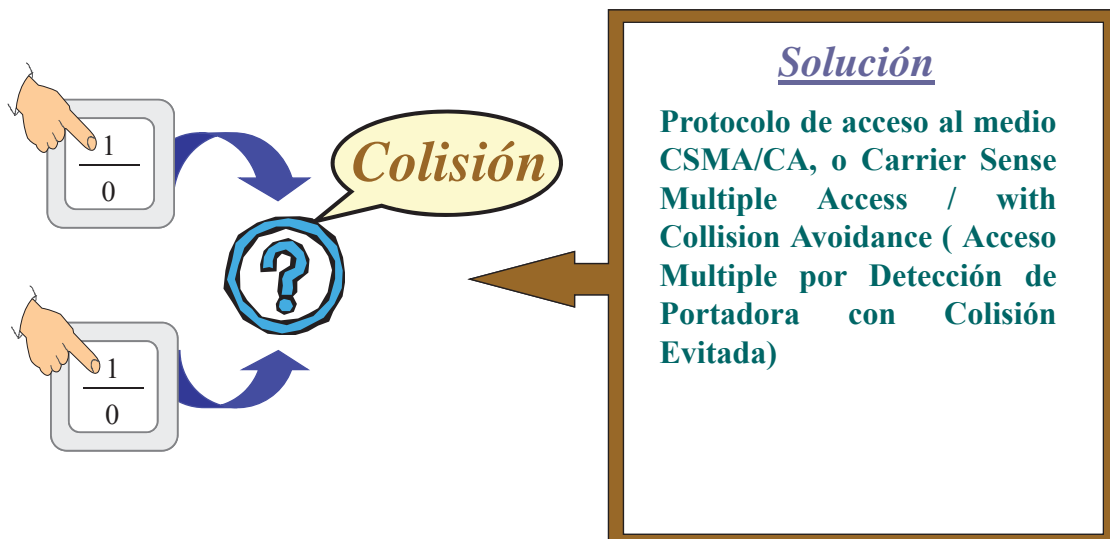 1
0
Colisión
1
0
Solución
Protocolo de acceso al medio
CSMA/CA, o Carrier Sense
Multiple Access / with
Collision Avoidance ( Acceso
Multiple por Detección de
Portadora con Colisión
Evitada)